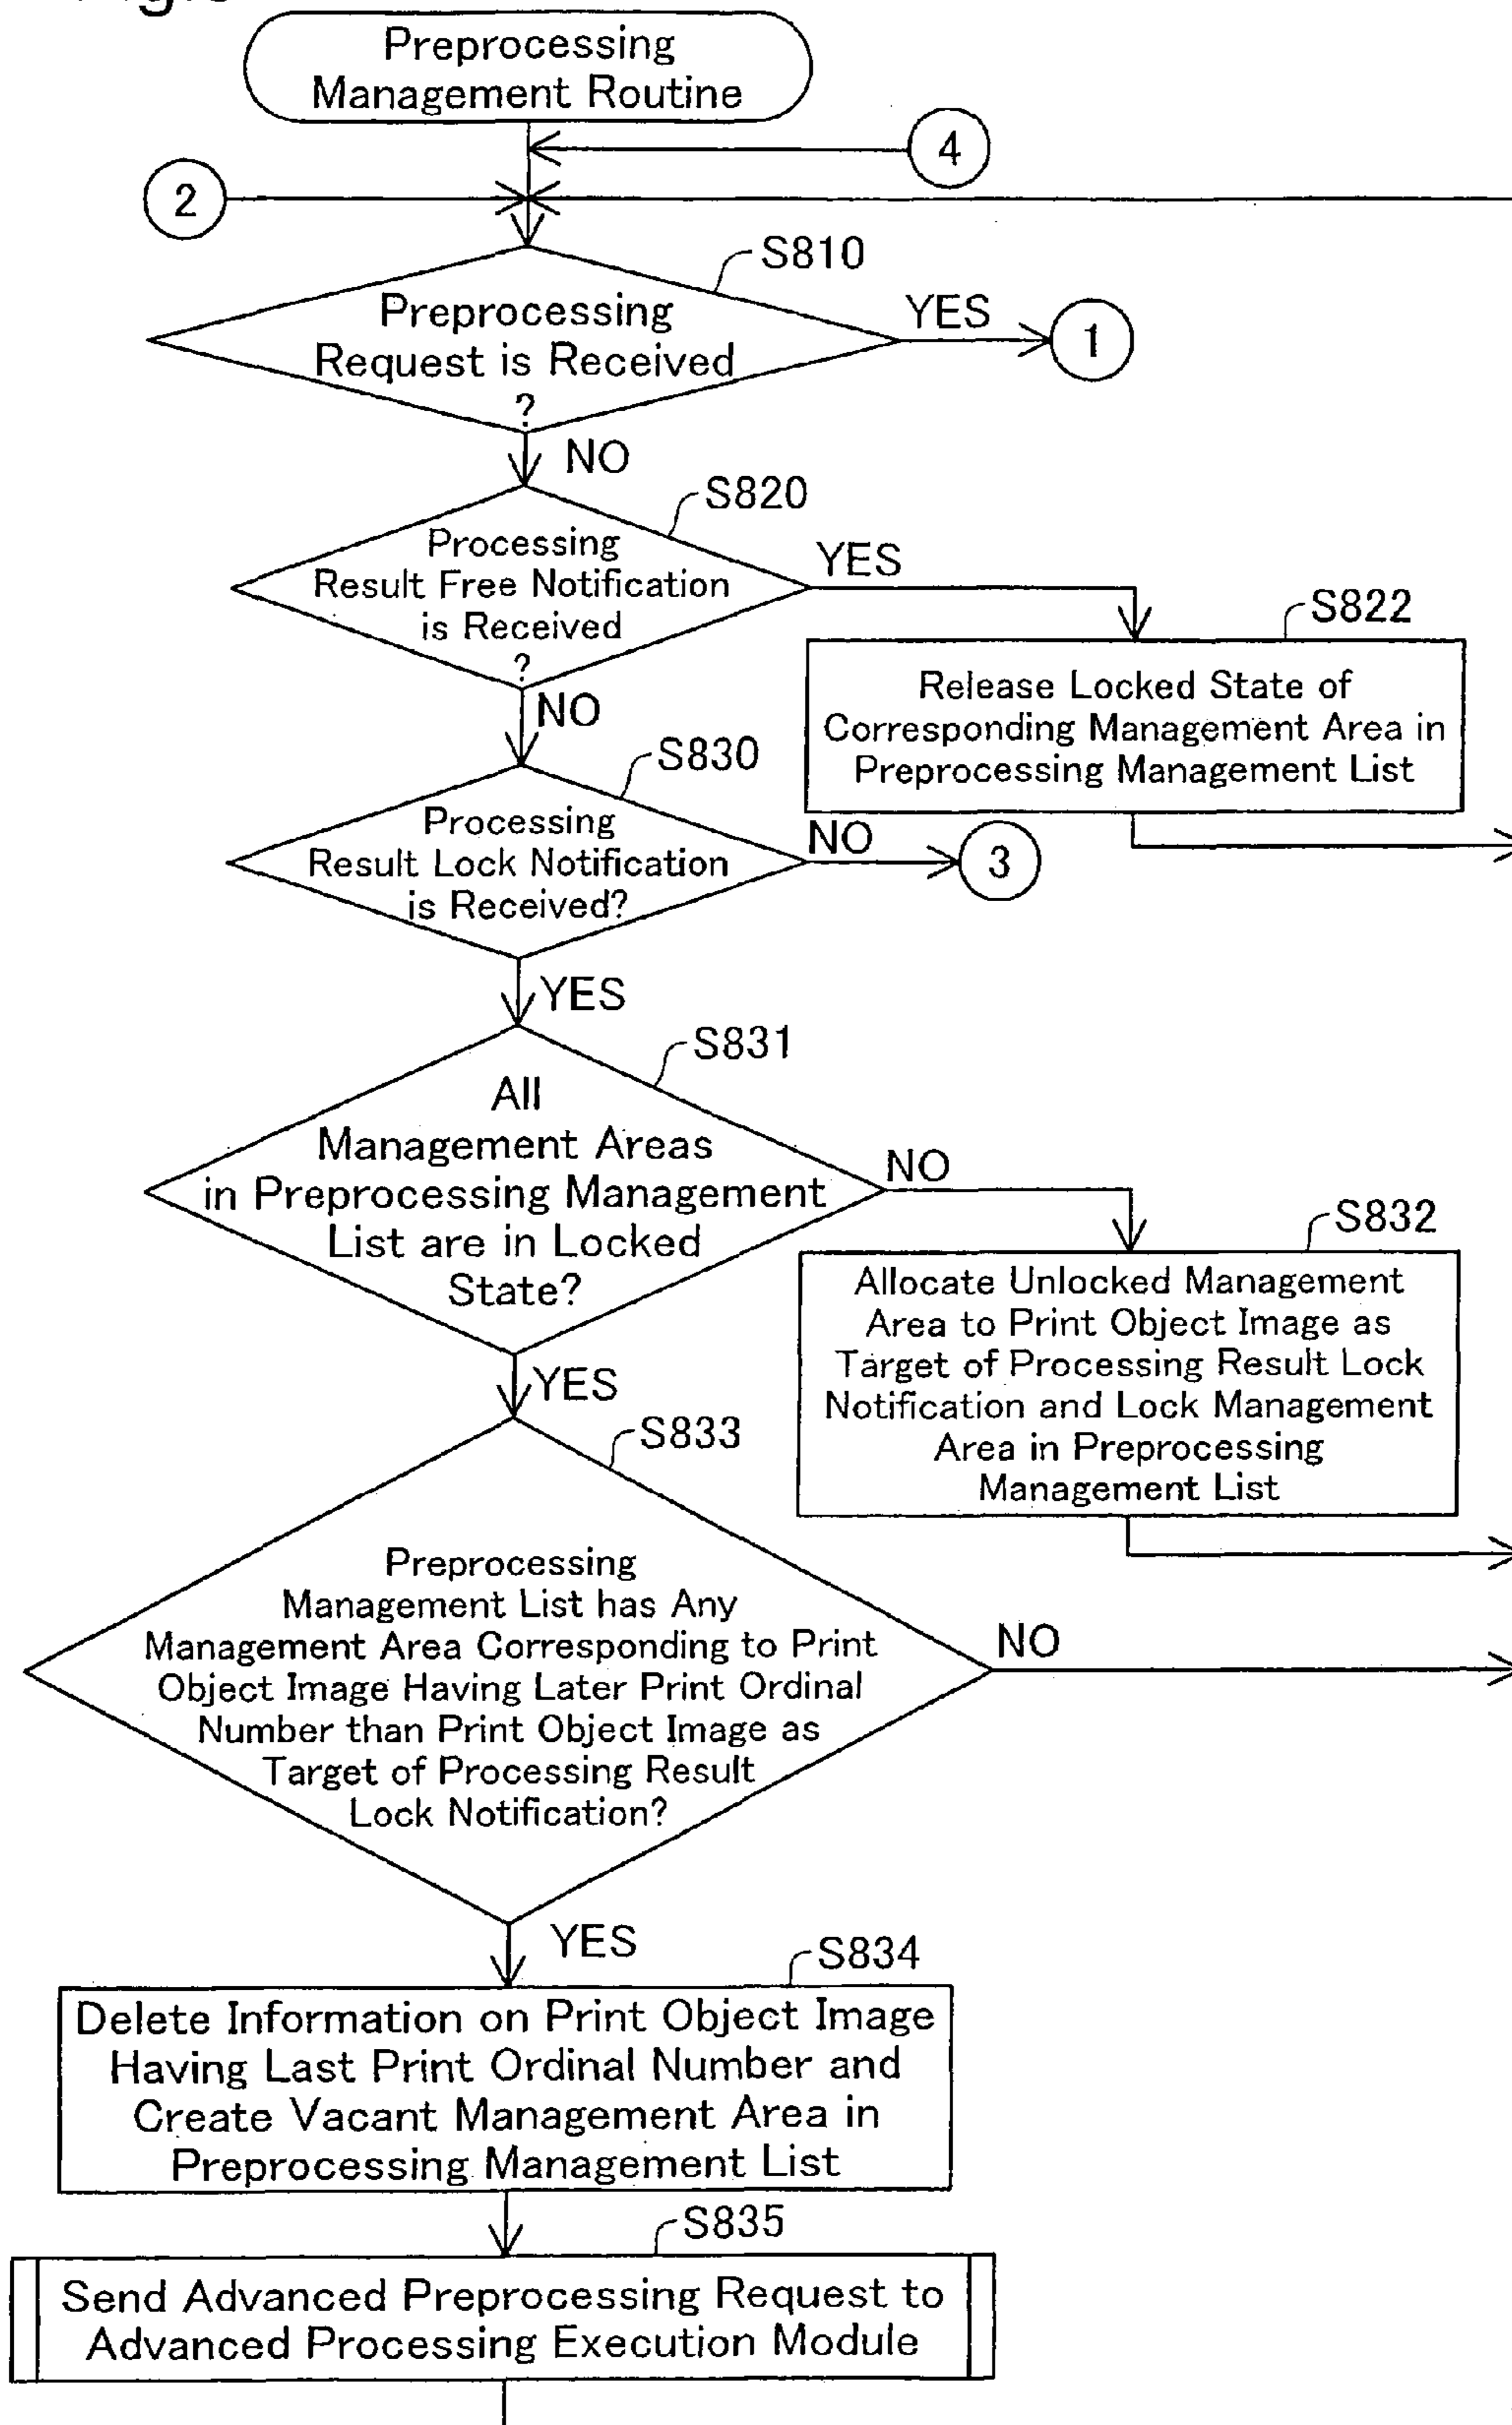 Preprocessing
Management Routine
4
2
S810
Preprocessing
Request is Received
?
YES
1
NO
S820
Processing
Result Free Notification
is Received
?
YES
S822
Release Locked State of
Corresponding Management Area in
Preprocessing Management List
NO
S830
Processing
Result Lock Notification
is Received?
NO
3
YES
S831
All
Management Areas
in Preprocessing Management
List are in Locked
State?
NO
S832
Allocate Unlocked Management
Area to Print Object Image as
Target of Processing Result Lock
Notification and Lock Management
Area in Preprocessing
Management List
YES
S833
Preprocessing
Management List has Any
Management Area Corresponding to Print
Object Image Having Later Print Ordinal
Number than Print Object Image as
Target of Processing Result
Lock Notification?
NO
YES
S834
Delete Information on Print Object Image
Having Last Print Ordinal Number and
Create Vacant Management Area in
Preprocessing Management List
S835
Send Advanced Preprocessing Request to
Advanced Processing Execution Module